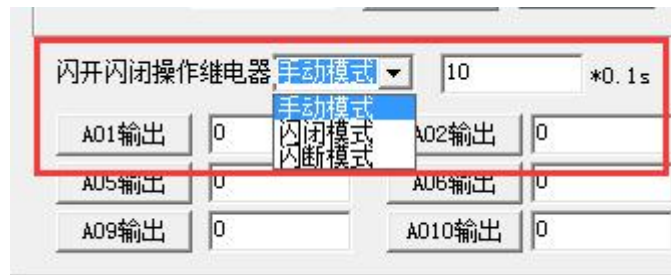 闪开闪闭操作继电器 手动模式 10 *0.1s
手动模式
闪闭模式
闪断模式
A01输出 0 A02输出 0
A05输出 0 A06输出 0
A09输出 0 A010输出 0